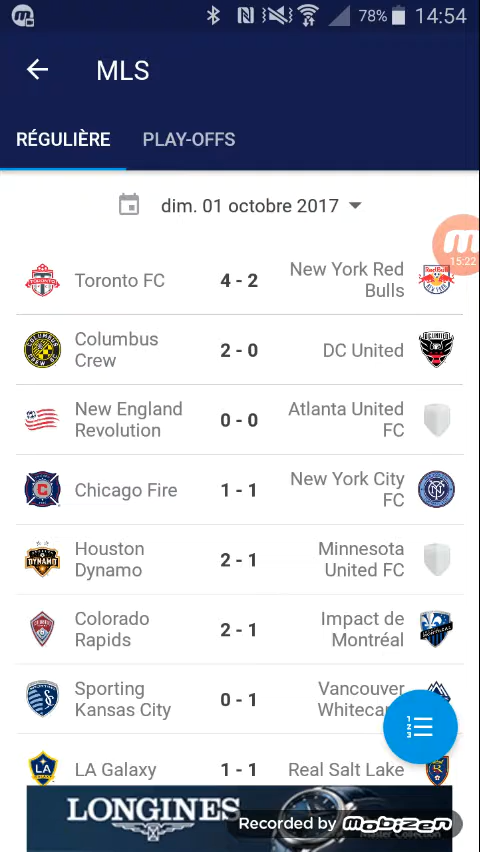 78% 14:54
MLS
RÉGULIÈRE PLAY-OFFS
dim. 01 octobre 2017
15:22
Toronto FC 4 - 2 New York Red
Bulls
Columbus
Crew 2 - 0 DC United
New England
Revolution 0 - 0 Atlanta United
FC
Chicago Fire 1 - 1 New York City
FC
Houston
Dynamo 2 - 1 Minnesota
United FC
Colorado
Rapids 2 - 1 Impact de
Montréal
Sporting
Kansas City 0 - 1 Vancouver
LA Galaxy 1 - 1 Real Salt Lake
LONGINES
Recorded by mobizen
Master Collection